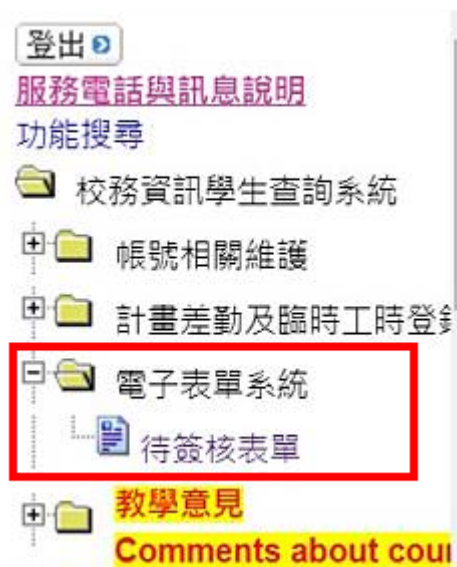 登出
服務電話與訊息說明
功能搜尋
校務資訊學生查詢系統
帳號相關維護
計畫差勤及臨時工時登
電子表單系統
待簽核表單
教學意見
Comments about cour